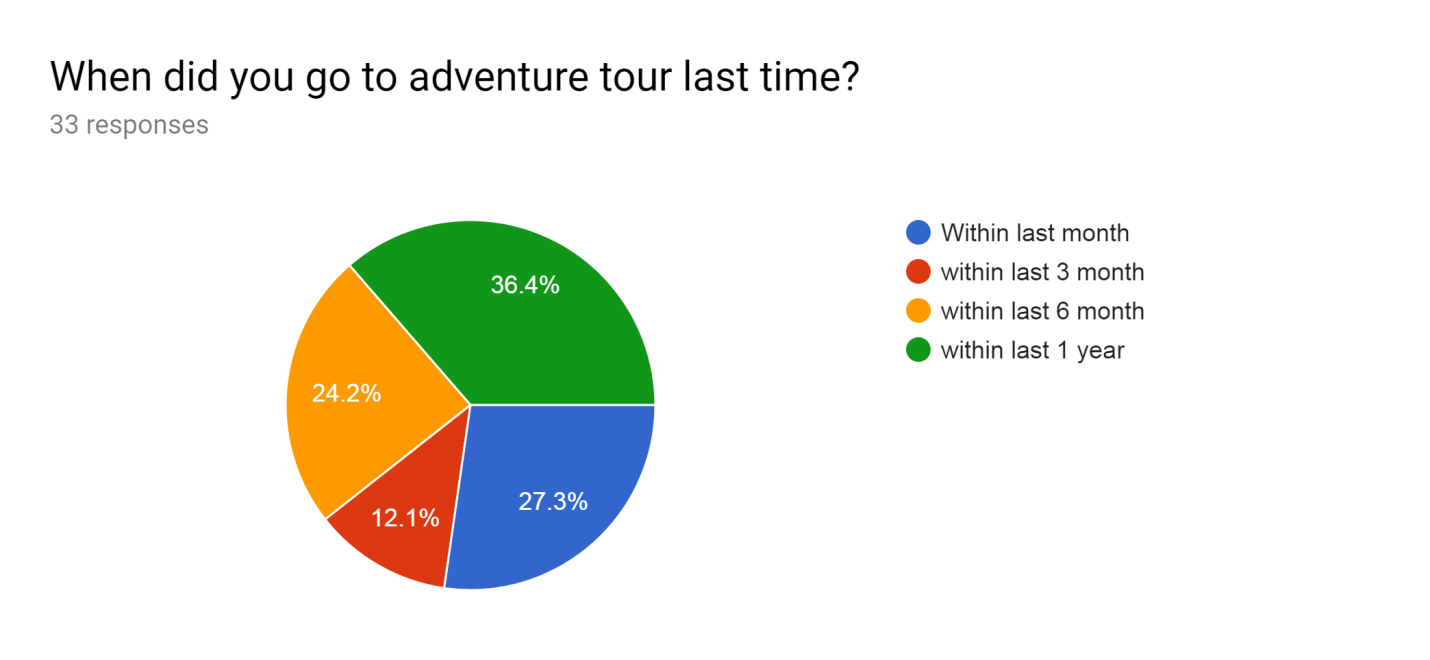 When did you go to adventure tour last time?
33 responses
36.4%
24.2%
12.1%
27.3%
Within last month
within last 3 month
within last 6 month
within last 1 year